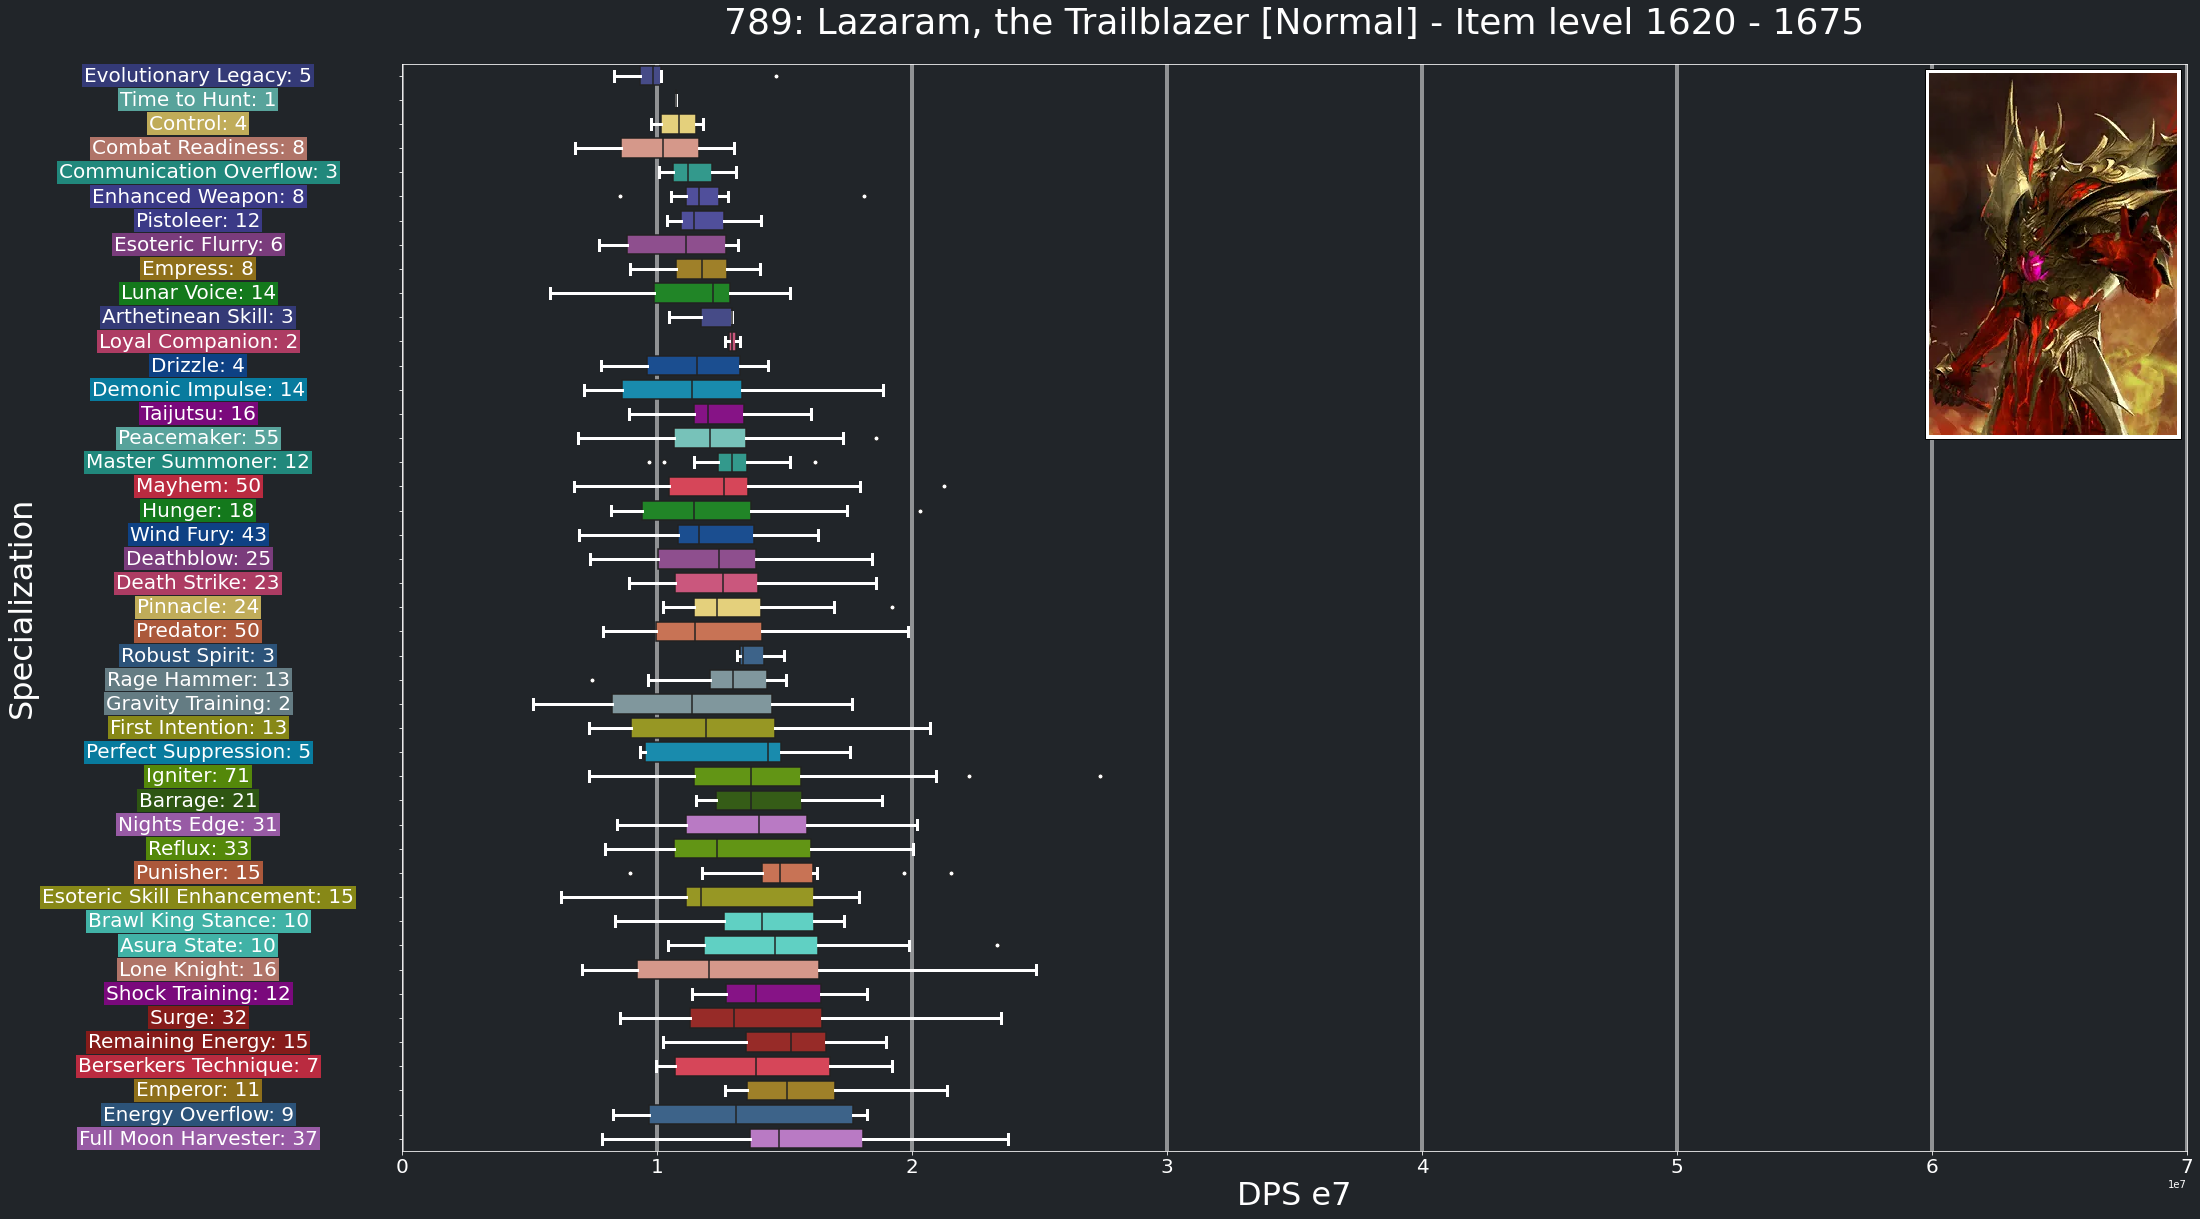 789: Lazaram, the Trailblazer [Normal] - Item level 1620 - 1675
Specialization
Evolutionary Legacy: 5
Time to Hunt: 1
Control: 4
Combat Readiness: 8
Communication Overflow: 3
Enhanced Weapon: 8
Pistoleer: 12
Esoteric Flurry: 6
Empress: 8
Lunar Voice: 14
Arthetinean Skill: 3
Loyal Companion: 2
Drizzle: 4
Demonic Impulse: 14
Taijutsu: 16
Peacemaker: 55
Master Summoner: 12
Mayhem: 50
Hunger: 18
Wind Fury: 43
Deathblow: 25
Death Strike: 23
Pinnacle: 24
Predator: 50
Robust Spirit: 3
Rage Hammer: 13
Gravity Training: 2
First Intention: 13
Perfect Suppression: 5
Igniter: 71
Barrage: 21
Nights Edge: 31
Reflux: 33
Punisher: 15
Esoteric Skill Enhancement: 15
Brawl King Stance: 10
Asura State: 10
Lone Knight: 16
Shock Training: 12
Surge: 32
Remaining Energy: 15
Berserkers Technique: 7
Emperor: 11
Energy Overflow: 9
Full Moon Harvester: 37
0 1 2 3 4 5 6 7
1e7
DPS e7